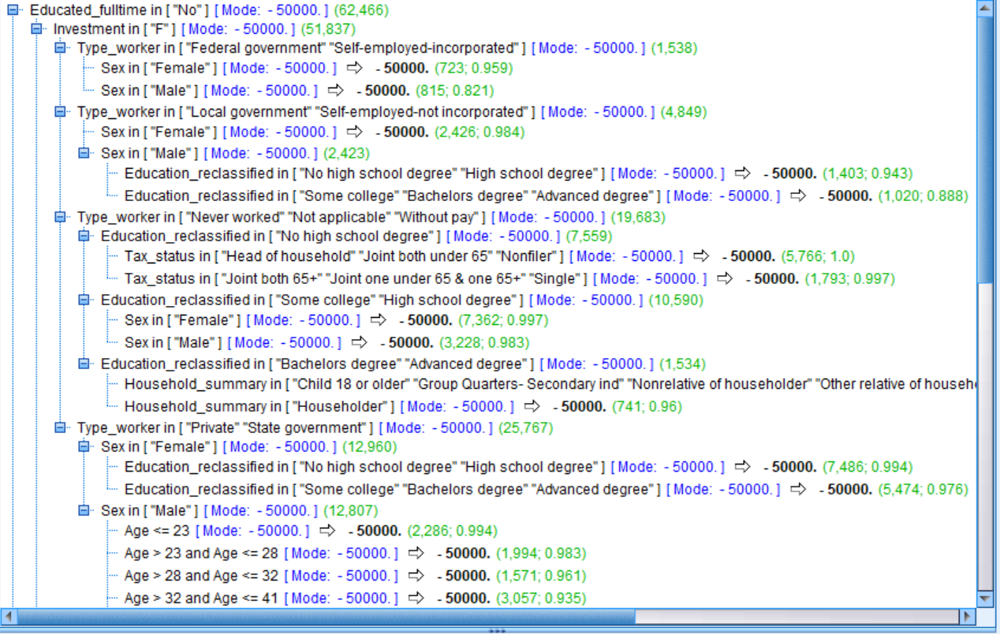 Educated_fulltime in ["No"] [Mode: - 50000.] (62,466)
Investment in ["F"] [Mode: - 50000.] (51,837)
Type_worker in ["Federal government" "Self-employed-incorporated"] [Mode: - 50000.] (1,538)
Sex in ["Female"] [Mode: - 50000.] ⇨ - 50000. (723; 0.959)
Sex in ["Male"] [Mode: - 50000.] ⇨ - 50000. (815; 0.821)
Type_worker in ["Local government" "Self-employed-not incorporated"] [Mode: - 50000.] (4,849)
Sex in ["Female"] [Mode: - 50000.] ⇨ - 50000. (2,426; 0.984)
Sex in ["Male"] [Mode: - 50000.] (2,423)
Education_reclassified in ["No high school degree" "High school degree"] [Mode: - 50000.] ⇨ - 50000. (1,403; 0.943)
Education_reclassified in ["Some college" "Bachelors degree" "Advanced degree"] [Mode: - 50000.] ⇨ - 50000. (1,020; 0.888)
Type_worker in ["Never worked" "Not applicable" "Without pay"] [Mode: - 50000.] (19,683)
Education_reclassified in ["No high school degree"] [Mode: - 50000.] (7,559)
Tax_status in ["Head of household" "Joint both under 65" "Nonfiler"] [Mode: - 50000.] ⇨ - 50000. (5,766; 1.0)
Tax_status in ["Joint both 65+" "Joint one under 65 & one 65+" "Single"] [Mode: - 50000.] ⇨ - 50000. (1,793; 0.997)
Education_reclassified in ["Some college" "High school degree"] [Mode: - 50000.] (10,590)
Sex in ["Female"] [Mode: - 50000.] ⇨ - 50000. (7,362; 0.997)
Sex in ["Male"] [Mode: - 50000.] ⇨ - 50000. (3,228; 0.983)
Education_reclassified in ["Bachelors degree" "Advanced degree"] [Mode: - 50000.] (1,534)
Household_summary in ["Child 18 or older" "Group Quarters- Secondary ind" "Nonrelative of householder" "Other relative of househ
Household_summary in ["Householder"] [Mode: - 50000.] ⇨ - 50000. (741; 0.96)
Type_worker in ["Private" "State government"] [Mode: - 50000.] (25,767)
Sex in ["Female"] [Mode: - 50000.] (12,960)
Education_reclassified in ["No high school degree" "High school degree"] [Mode: - 50000.] ⇨ - 50000. (7,486; 0.994)
Education_reclassified in ["Some college" "Bachelors degree" "Advanced degree"] [Mode: - 50000.] ⇨ - 50000. (5,474; 0.976)
Sex in ["Male"] [Mode: - 50000.] (12,807)
Age <= 23 [Mode: - 50000.] ⇨ - 50000. (2,286; 0.994)
Age > 23 and Age <= 28 [Mode: - 50000.] ⇨ - 50000. (1,994; 0.983)
Age > 28 and Age <= 32 [Mode: - 50000.] ⇨ - 50000. (1,571; 0.961)
Age > 32 and Age <= 41 [Mode: - 50000.] ⇨ - 50000. (3,057; 0.935)